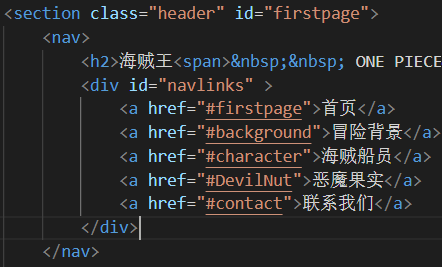 <section class="header" id="firstpage">
<nav>
<h2>海贼王<span>&nbsp;&nbsp; ONE PIECE
<div id="navlinks" >
<a href="#firstpage">首页</a>
<a href="#background">冒险背景</a>
<a href="#character">海贼船员</a>
<a href="#DevilNut">恶魔果实</a>
<a href="#contact">联系我们</a>
</div>
</nav>